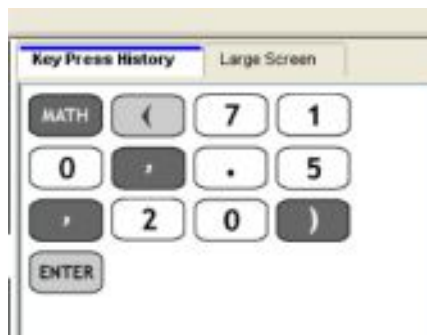 Key Press History Large Screen
MATH ( 7 1
0 , . 5
, 2 0 )
ENTER